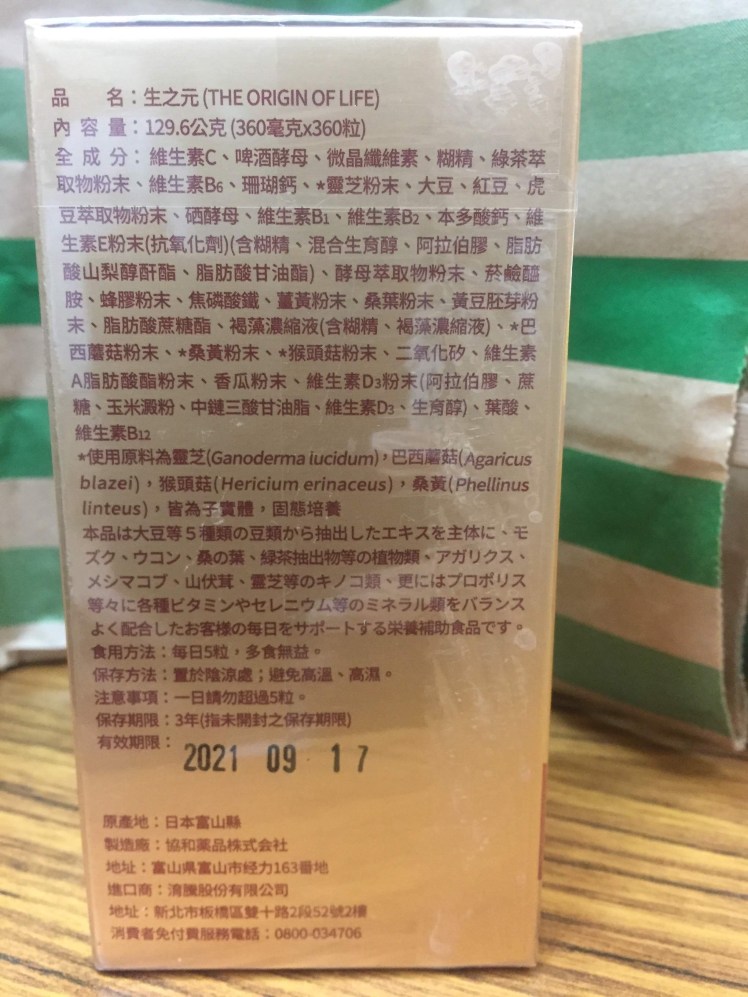 品　　名：生之元 (THE ORIGIN OF LIFE)
內 容 量：129.6公克 (360毫克x360粒)
全 成 分：維生素C、啤酒酵母、微晶纖維素、糊精、綠茶萃
取物粉末、維生素B6、珊瑚鈣、*靈芝粉末、大豆、紅豆、虎
豆萃取物粉末、硒酵母、維生素B1、維生素B2、本多酸鈣、維
生素E粉末(抗氧化劑)(含糊精、混合生育醇、阿拉伯膠、脂肪
酸山梨醇酐酯、脂肪酸甘油酯)、酵母萃取物粉末、菸鹼醯
胺、蜂膠粉末、焦磷酸鐵、薑黃粉末、桑葉粉末、黃豆胚芽粉
末、脂肪酸蔗糖酯、褐藻濃縮液(含糊精、褐藻濃縮液)、*巴
西蘑菇粉末、*桑黃粉末、*猴頭菇粉末、二氧化矽、維生素
A脂肪酸酯粉末、香瓜粉末、維生素D3粉末(阿拉伯膠、蔗
糖、玉米澱粉、中鏈三酸甘油脂、維生素D3、生育醇)、葉酸、
維生素B12
*使用原料為靈芝(Ganoderma lucidum)，巴西蘑菇(Agaricus
blazei)，猴頭菇(Hericium erinaceus)，桑黃(Phellinus
linteus)，皆為子實體，固態培養
本品は大豆等５種類の豆類から抽出したエキスを主体に、モ
ズク、ウコン、桑の葉、緑茶抽出物等の植物類、アガリクス、
メシマコブ、山伏茸、靈芝等のキノコ類、更にはプロポリス
等々に各種ビタミンやセレニウム等のミネラル類をバランス
よく配合したお客様の毎日をサポートする栄養補助食品です。
食用方法：每日5粒，多食無益。
保存方法：置於陰涼處；避免高溫、高濕。
注意事項：一日請勿超過5粒。
保存期限：3年(指未開封之保存期限)
有效期限：2021 09 17
原產地：日本富山縣
製造廠：協和薬品株式会社
地址：富山県富山市经力163番地
進口商：淯騰股份有限公司
地址：新北市板橋區雙十路2段52號2樓
消費者免付費服務電話：0800-034706